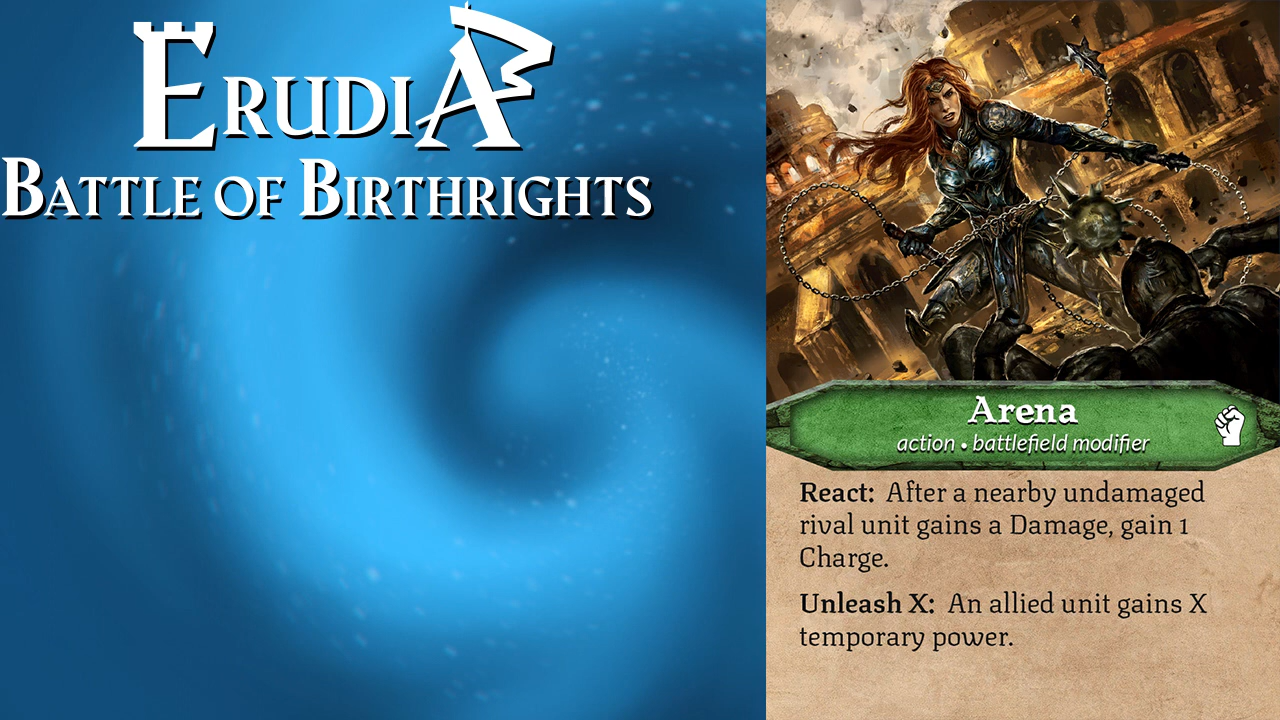 Erudia
Battle of Birthrights
Arena
action • battlefield modifier
React: After a nearby undamaged
rival unit gains a Damage, gain 1
Charge.
Unleash X: An allied unit gains X
temporary power.